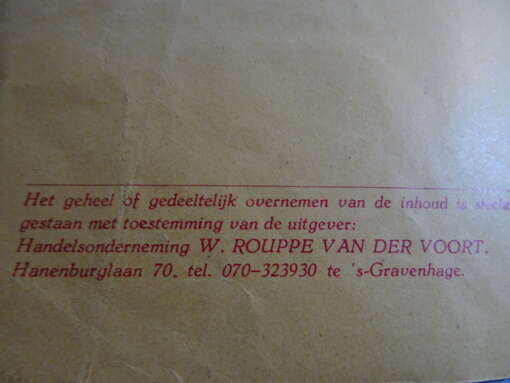 Het geheel of gedeeltelijk overnemen van de inhoud is
gestaan met toestemming van de uitgever:
Handelsonderneming W. ROUPPE VAN DER VOORT.
Hanenburglaan 70, tel. 070-323930 te 's-Gravenhage.